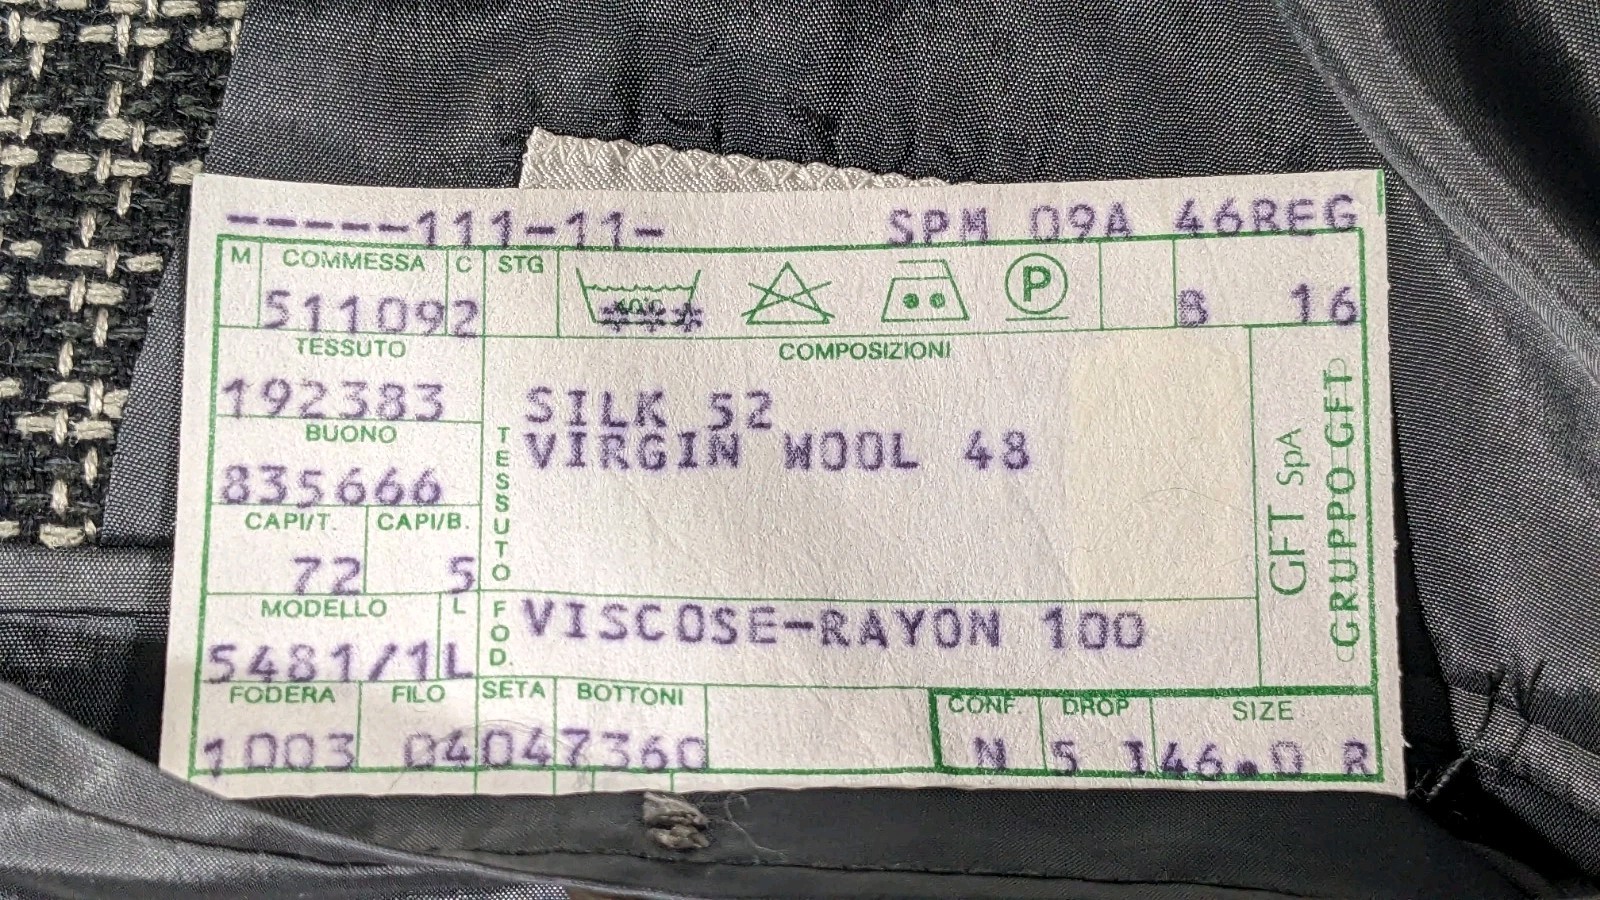 -----111-11- SPM 09A 46REG
M COMMESSA C STG
511092 P 8 16
TESSUTO COMPOSIZIONI
192383 SILK 52
BUONO VIRGIN WOOL 48
835666 TESSUTO
CAPI/T. CAPI/B.
72 5
MODELLO L FOD.
5481/1L VISCOSE-RAYON 100
GFT SpA
GRUPPO GFT
FODERA FILO SETA BOTTONI CONF. DROP SIZE
1003 04047360 N 5 I46.0 R